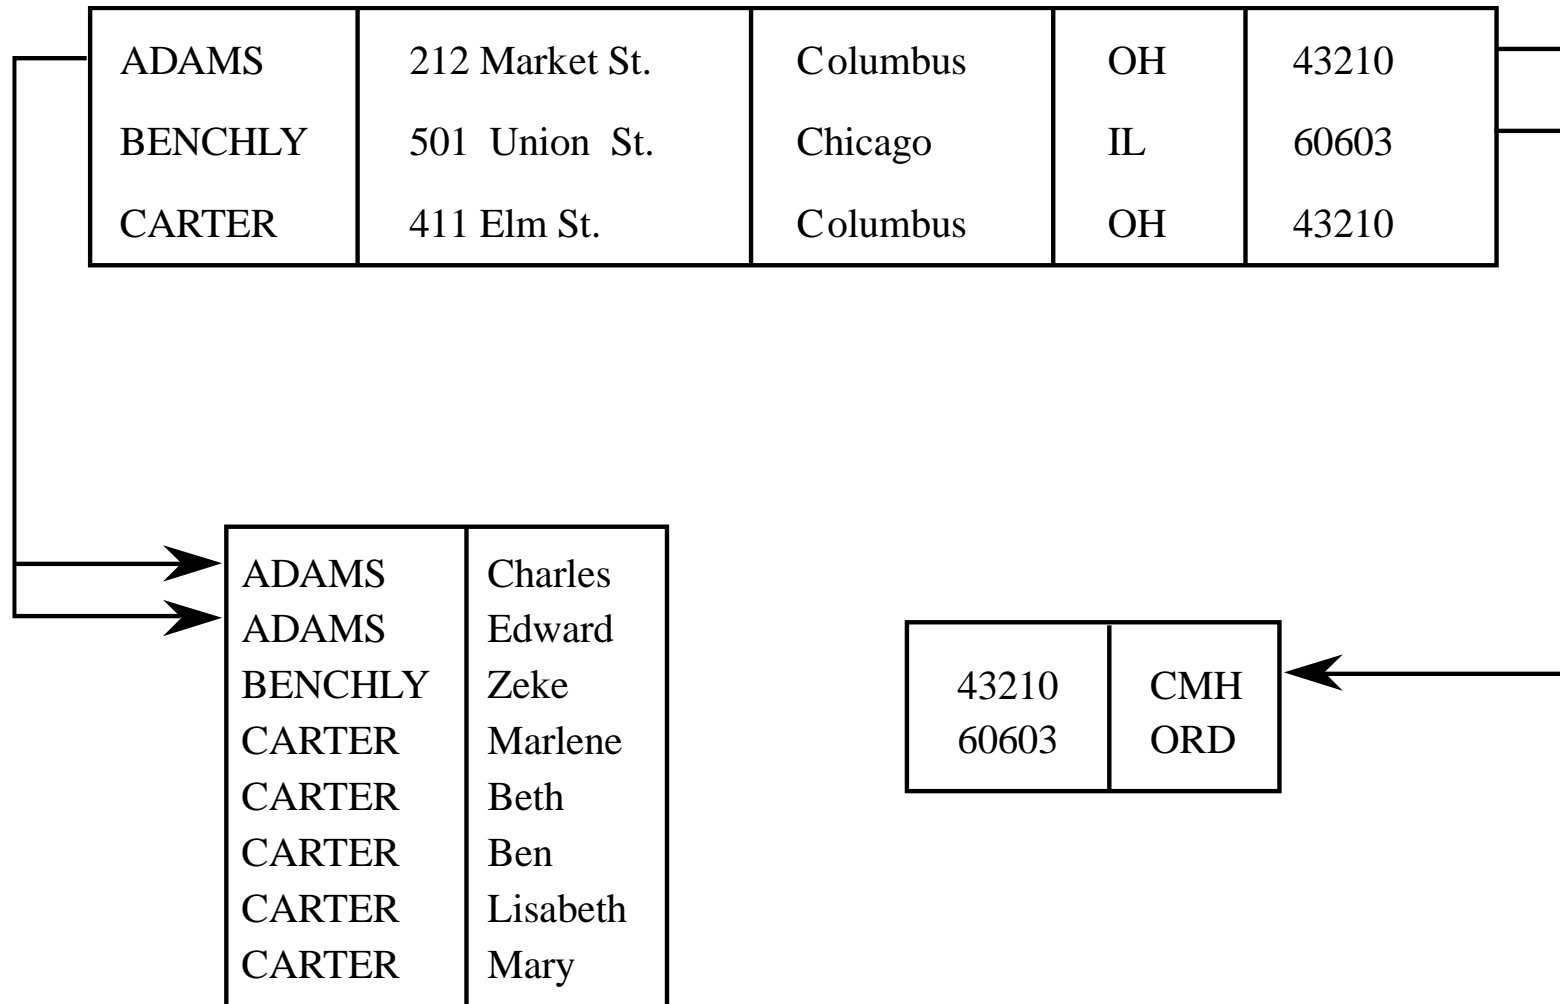 ADAMS 212 Market St. Columbus OH 43210
BENCHLY 501 Union St. Chicago IL 60603
CARTER 411 Elm St. Columbus OH 43210
ADAMS Charles
ADAMS Edward
BENCHLY Zeke
CARTER Marlene
CARTER Beth
CARTER Ben
CARTER Lisabeth
CARTER Mary
43210 CMH
60603 ORD